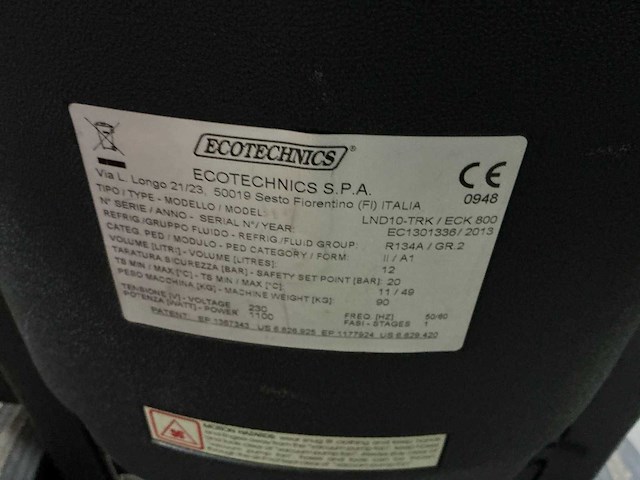 ECOTECHNICS®
ECOTECHNICS S.P.A.
Via L. Longo 21/23, 50019 Sesto Fiorentino (FI) ITALIA
CE
0948
TIPO / TYPE - MODELLO / MODEL: LND10-TRK / ECK 800
N° SERIE / ANNO - SERIAL N° / YEAR: EC1301336 / 2013
REFRIG./GRUPPO FLUIDO - REFRIG./FLUID GROUP: R134A / GR.2
CATEG. PED / MODULO - PED CATEGORY / FORM: II / A1
VOLUME [LITRI] - VOLUME [LITRES]: 12
TARATURA SICUREZZA [BAR] - SAFETY SET POINT [BAR]: 20
TS MIN / MAX [°C] - TS MIN / MAX [°C]: 11 / 49
PESO MACCHINA [KG] - MACHINE WEIGHT [KG]: 90
TENSIONE [V] - VOLTAGE 230 FREQ. [HZ] 50/60
POTENZA [WATT] - POWER 1100 FASI - STAGES 1
PATENT: EP 1367343 US 6.828.925 EP 1177924 US 6.629.420